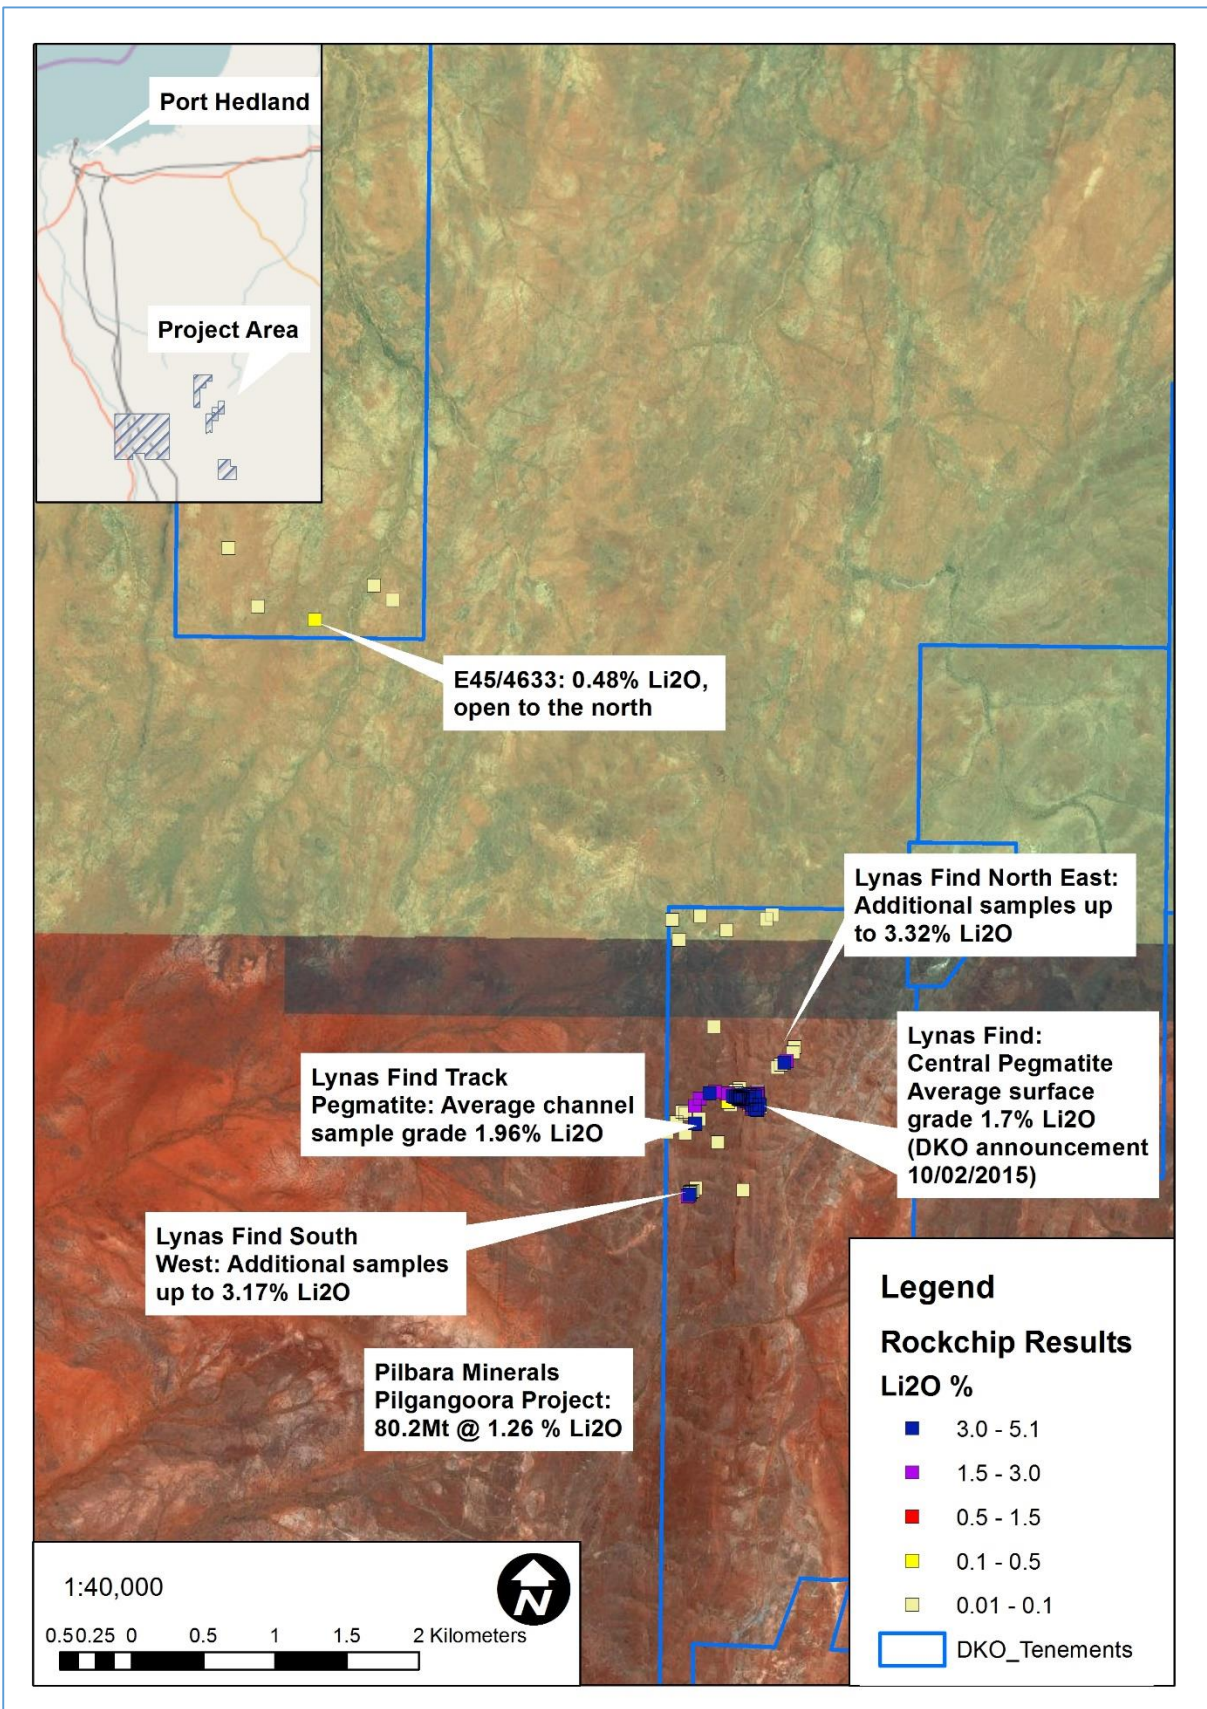 Port Hedland
Project Area
E45/4633: 0.48% Li2O,
open to the north
Lynas Find North East:
Additional samples up
to 3.32% Li2O
Lynas Find:
Central Pegmatite
Average surface
grade 1.7% Li2O
(DKO announcement
10/02/2015)
Lynas Find Track
Pegmatite: Average channel
sample grade 1.96% Li2O
Lynas Find South
West: Additional samples
up to 3.17% Li2O
Pilbara Minerals
Pilgangoora Project:
80.2Mt @ 1.26 % Li2O
Legend
Rockchip Results
Li2O %
3.0 - 5.1
1.5 - 3.0
0.5 - 1.5
0.1 - 0.5
0.01 - 0.1
DKO_Tenements
1:40,000
N
0.5 0.25 0 0.5 1 1.5 2 Kilometers